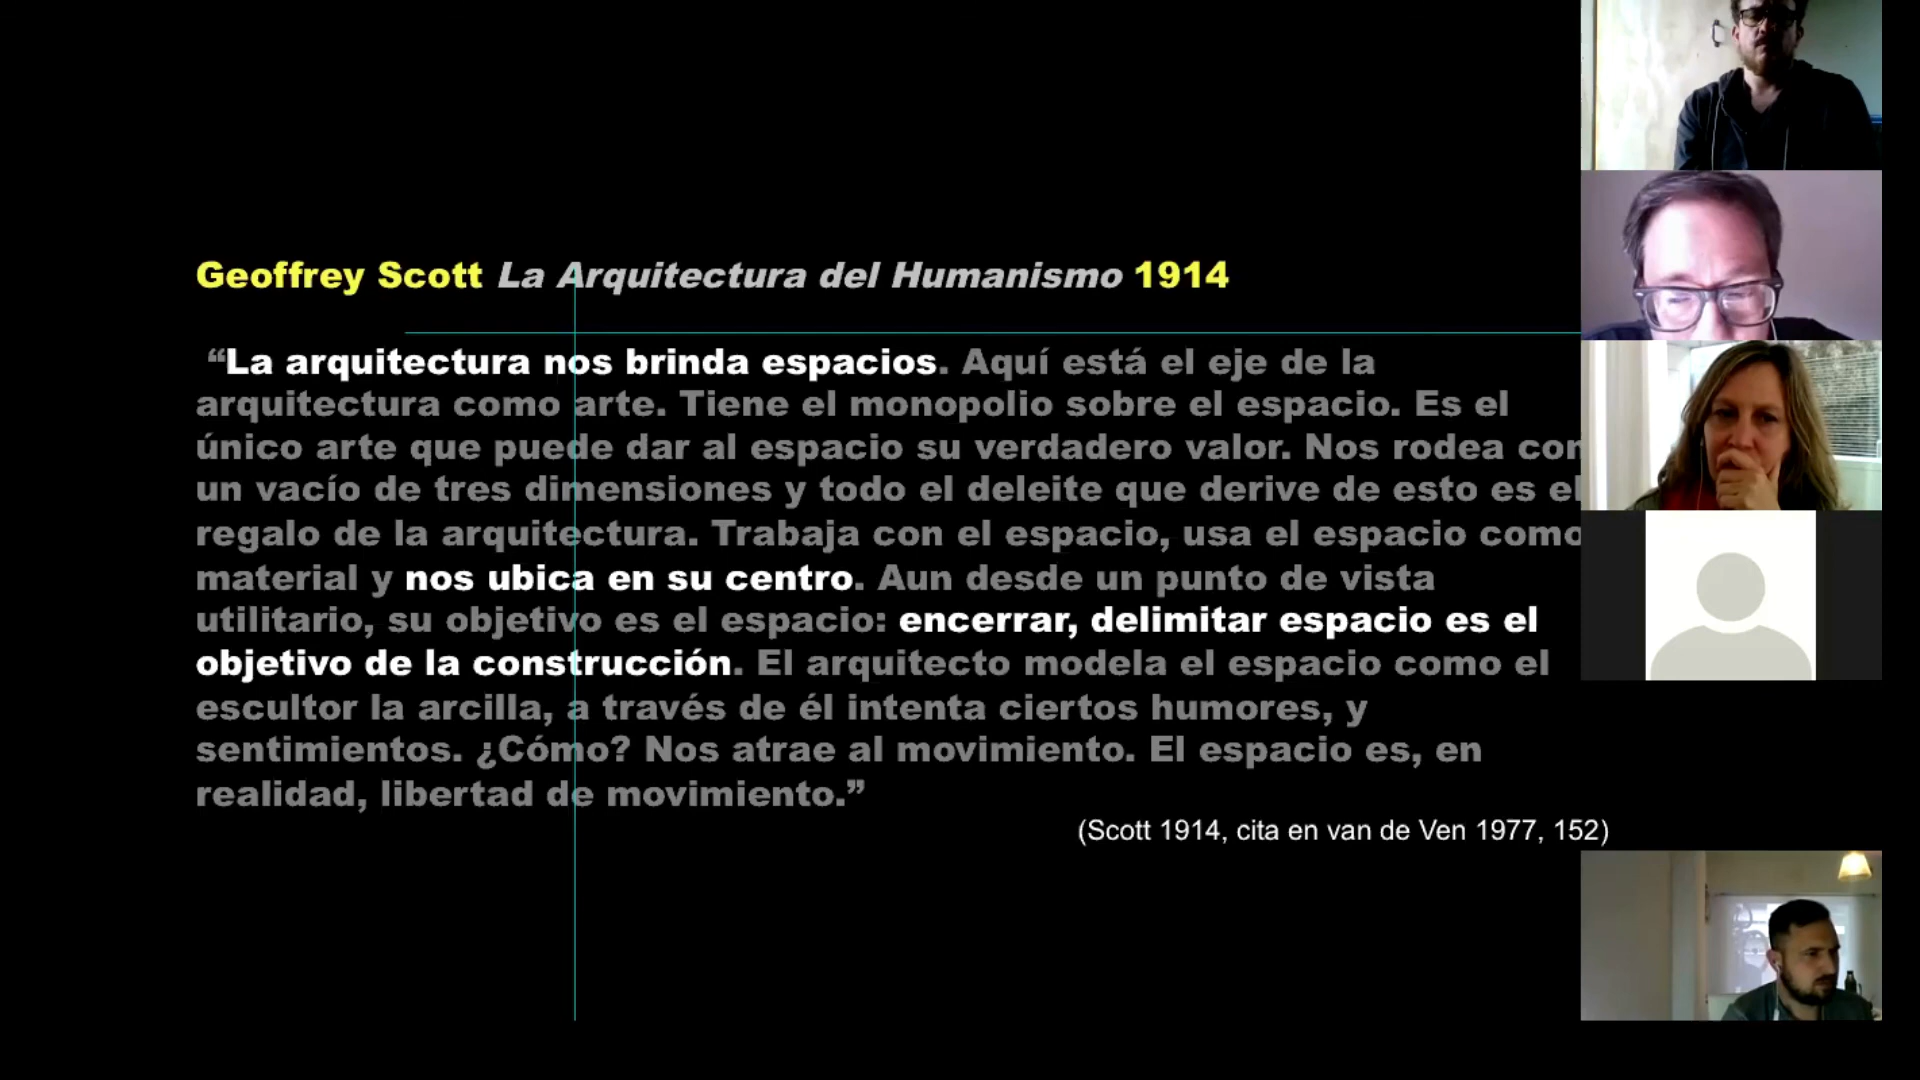 Geoffrey Scott La Arquitectura del Humanismo 1914
“La arquitectura nos brinda espacios. Aquí está el eje de la
arquitectura como arte. Tiene el monopolio sobre el espacio. Es el
único arte que puede dar al espacio su verdadero valor. Nos rodea con
un vacío de tres dimensiones y todo el deleite que derive de esto es el
regalo de la arquitectura. Trabaja con el espacio, usa el espacio como
material y nos ubica en su centro. Aun desde un punto de vista
utilitario, su objetivo es el espacio: encerrar, delimitar espacio es el
objetivo de la construcción. El arquitecto modela el espacio como el
escultor la arcilla, a través de él intenta ciertos humores, y
sentimientos. ¿Cómo? Nos atrae al movimiento. El espacio es, en
realidad, libertad de movimiento.”
(Scott 1914, cita en van de Ven 1977, 152)